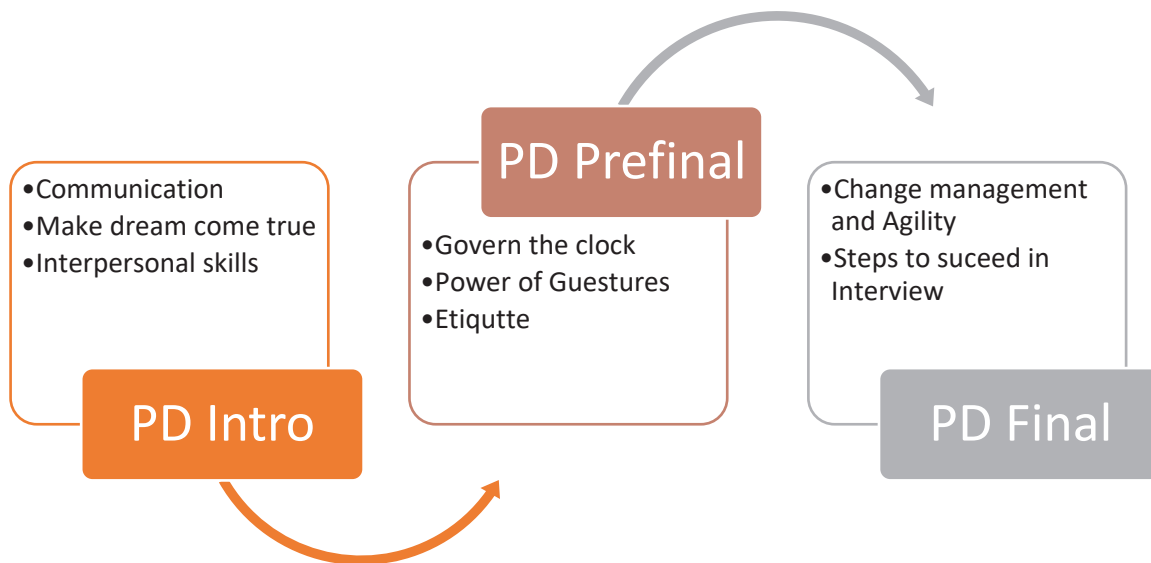 •Communication
•Make dream come true
•Interpersonal skills
PD Intro
PD Prefinal
•Govern the clock
•Power of Guestures
•Etiqutte
•Change management
and Agility
•Steps to suceed in
Interview
PD Final